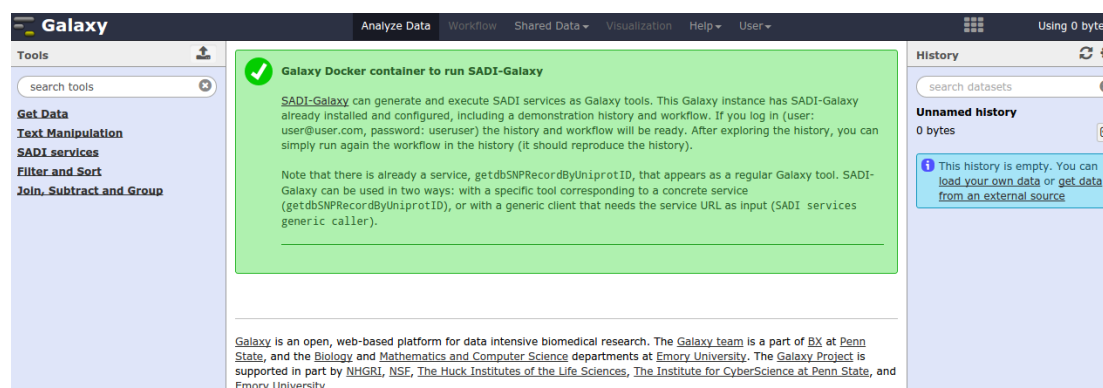 Galaxy
Analyze Data Workflow Shared Data Visualization Help User
Using 0 byte
Tools
search tools
Get Data
Text Manipulation
SADI services
Filter and Sort
Join, Subtract and Group
Galaxy Docker container to run SADI-Galaxy
SADI-Galaxy can generate and execute SADI services as Galaxy tools. This Galaxy instance has SADI-Galaxy
already installed and configured, including a demonstration history and workflow. If you log in (user:
user@user.com, password: useruser) the history and workflow will be ready. After exploring the history, you can
simply run again the workflow in the history (it should reproduce the history).
Note that there is already a service, getdbSNPRecordByUniprotID, that appears as a regular Galaxy tool. SADI-
Galaxy can be used in two ways: with a specific tool corresponding to a concrete service
(getdbSNPRecordByUniprotID), or with a generic client that needs the service URL as input (SADI services
generic caller).
Galaxy is an open, web-based platform for data intensive biomedical research. The Galaxy team is a part of BX at Penn
State, and the Biology and Mathematics and Computer Science departments at Emory University. The Galaxy Project is
supported in part by NHGRI, NSF, The Huck Institutes of the Life Sciences, The Institute for CyberScience at Penn State, and
Emory University.
History
search datasets
Unnamed history
0 bytes
This history is empty. You can
load your own data or get data
from an external source